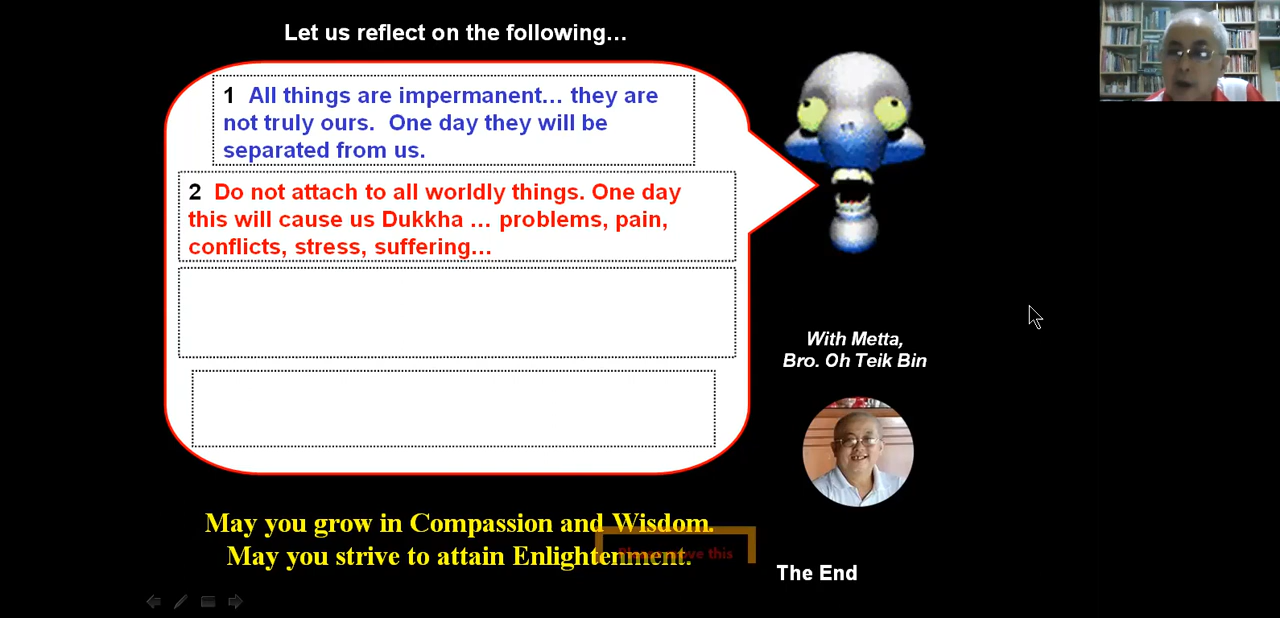 Let us reflect on the following...
1 All things are impermanent... they are
not truly ours. One day they will be
separated from us.
2 Do not attach to all worldly things. One day
this will cause us Dukkha ... problems, pain,
conflicts, stress, suffering...
With Metta,
Bro. Oh Teik Bin
May you grow in Compassion and Wisdom.
May you strive to attain Enlightenment.
this
The End